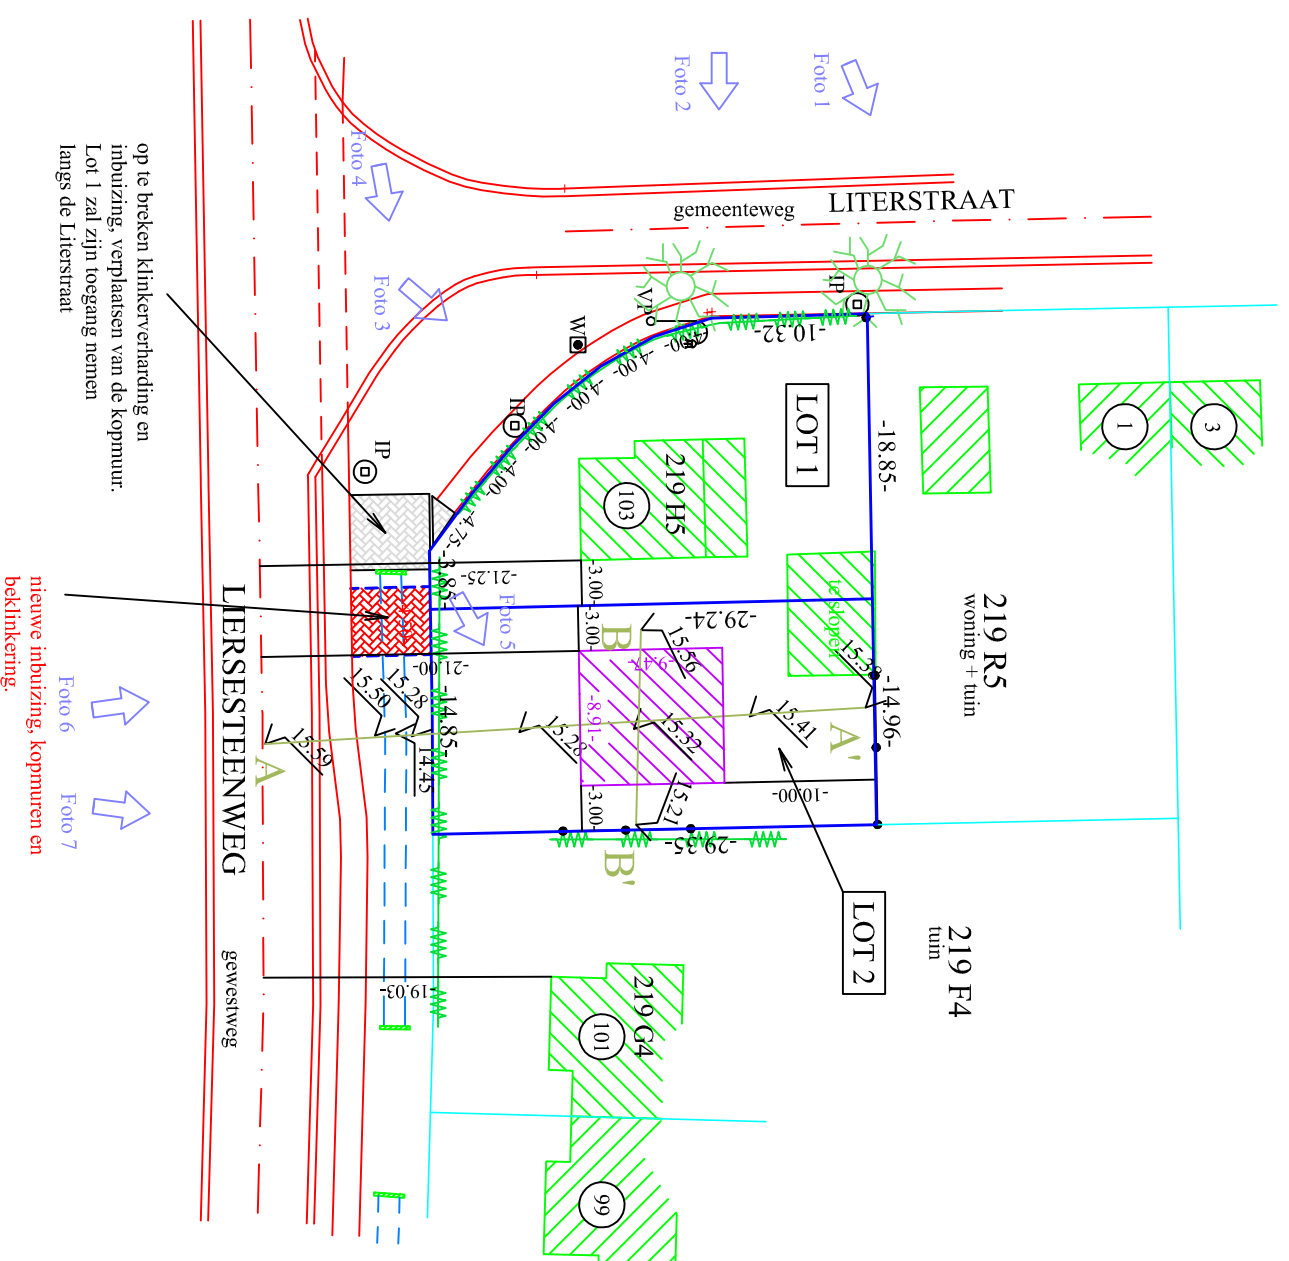 LITERSTRAAT
gemeenteweg
Foto 1
Foto 2
Foto 4
Foto 3
op te breken klinkerverharding en
inbuizing, verplaatsen van de kopmuur.
Lot 1 zal zijn toegang nemen
langs de Literstraat
IP
VP
W
IP
IP
-10.32-
-4.00-
-4.00-
-4.00-
-4.00-
-4.00-
-4.75-
-3.85-
-18.85-
LOT 1
219 H5
103
1
3
te slopen
219 R5
woning + tuin
-21.25-
-3.00-
-3.00-
-29.24-
Foto 5
B
15.56
-9.47-
-8.91-
15.38
-14.96-
-21.00-
15.50
15.28
-14.85-
14.45
15.59
15.28
15.32
15.41
A
A'
15.21
-3.00-
-10.00-
-29.35-
B'
LOT 2
219 F4
tuin
LIERSESTEENWEG
gewestweg
nieuwe inbuizing, kopmuren en
beklinkering.
Foto 6
Foto 7
-19.03-
219 G4
101
99